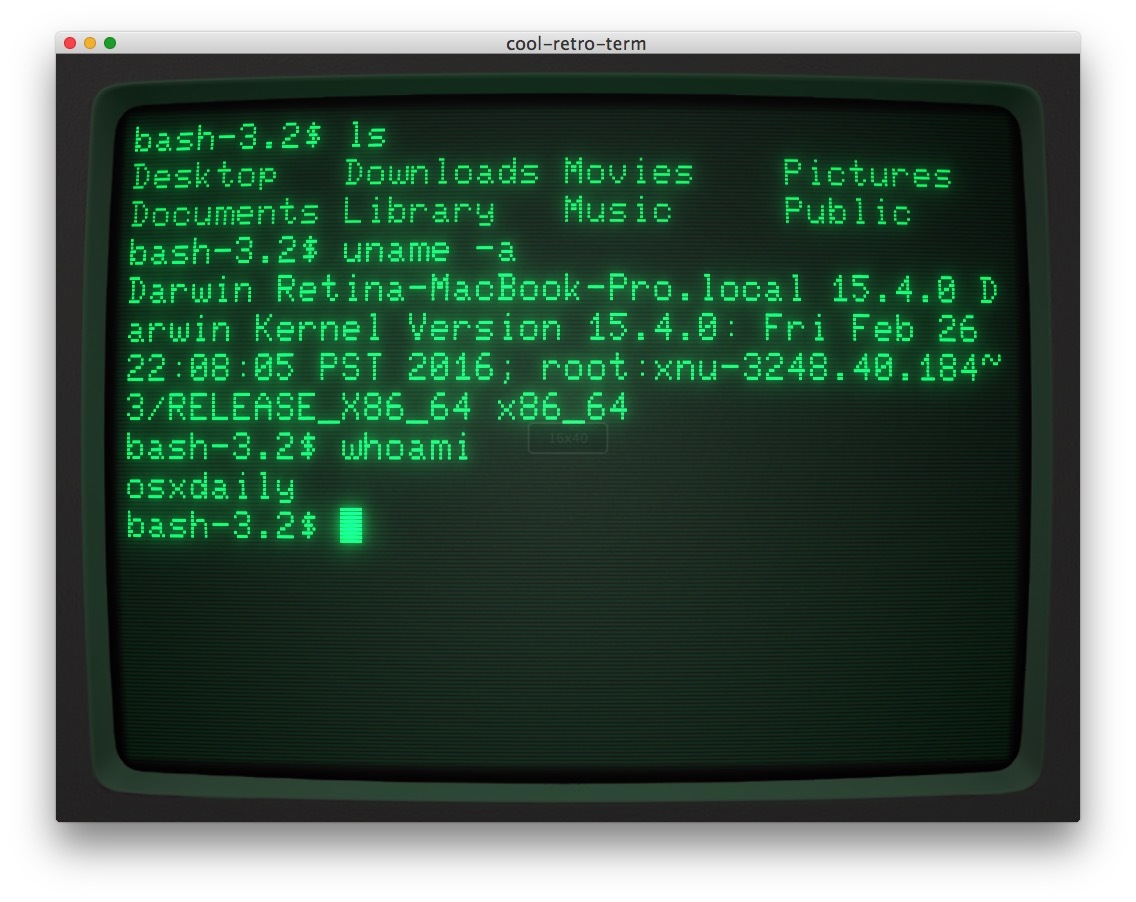 cool-retro-term
bash-3.2$ ls
Desktop Downloads Movies Pictures
Documents Library Music Public
bash-3.2$ uname -a
Darwin Retina-MacBook-Pro.local 15.4.0 D
arwin Kernel Version 15.4.0: Fri Feb 26
22:08:05 PST 2016; root:xnu-3248.40.184~
3/RELEASE_X86_64 x86_64
16x40
bash-3.2$ whoami
osxdaily
bash-3.2$